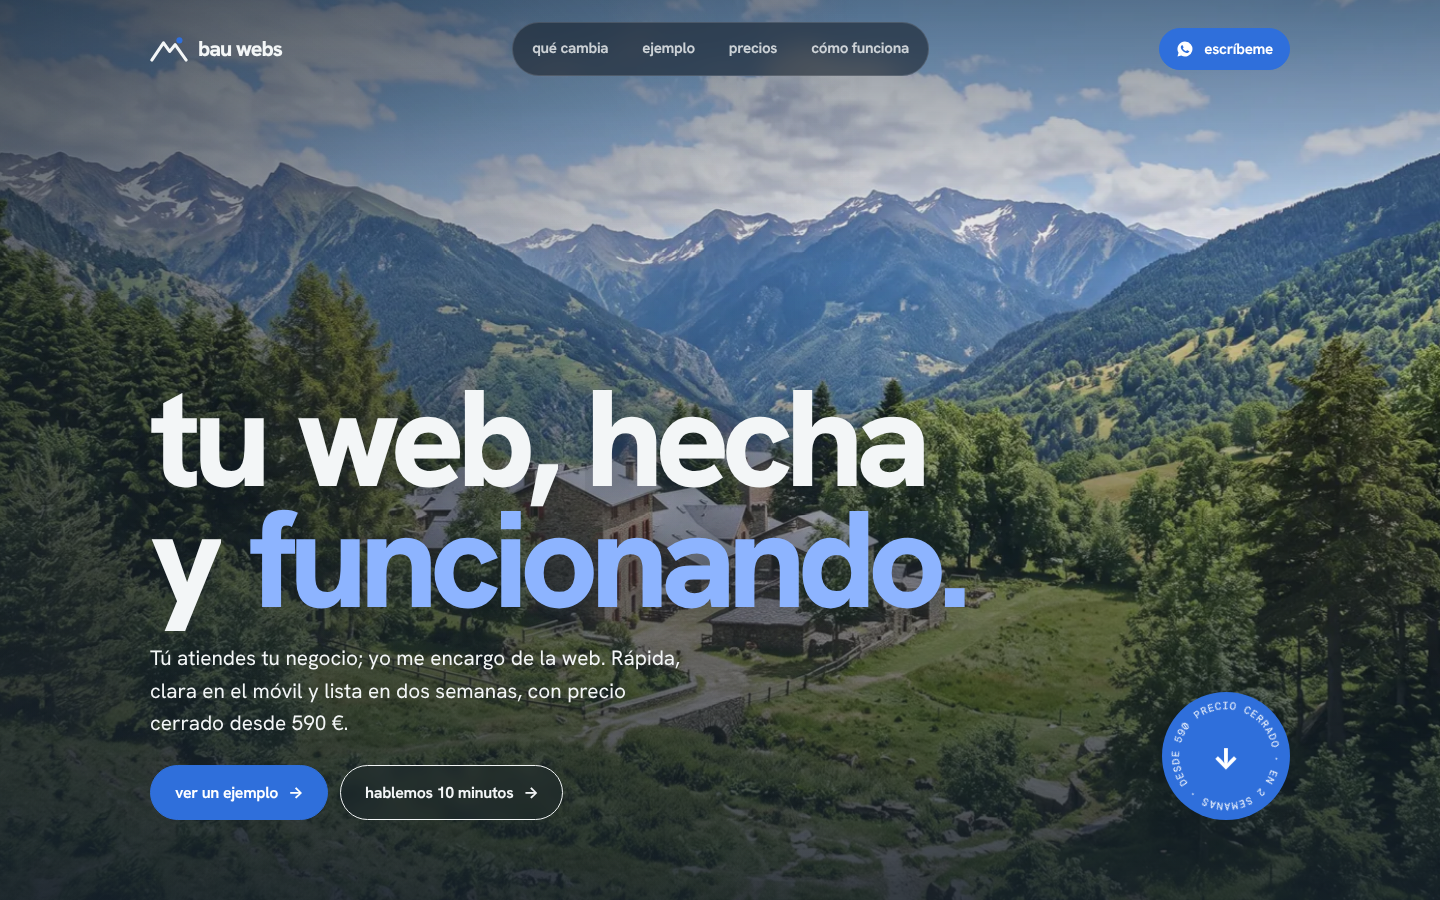 bau webs
qué cambia
ejemplo
precios
cómo funciona
escríbeme
tu web, hecha
y funcionando.
Tú atiendes tu negocio; yo me encargo de la web. Rápida,
clara en el móvil y lista en dos semanas, con precio
cerrado desde 590 €.
ver un ejemplo →
hablemos 10 minutos →
PRECIO CERRADO · EN 2 SEMANAS · DESDE 590